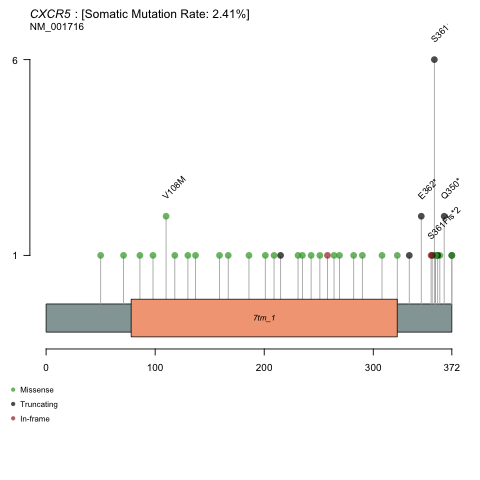 CXCR5 : [Somatic Mutation Rate: 2.41%]
NM_001716
S361*
6
V108M
E362*
Q350*
S361Hfs*2
1
7tm_1
0
100
200
300
372
Missense
Truncating
In-frame